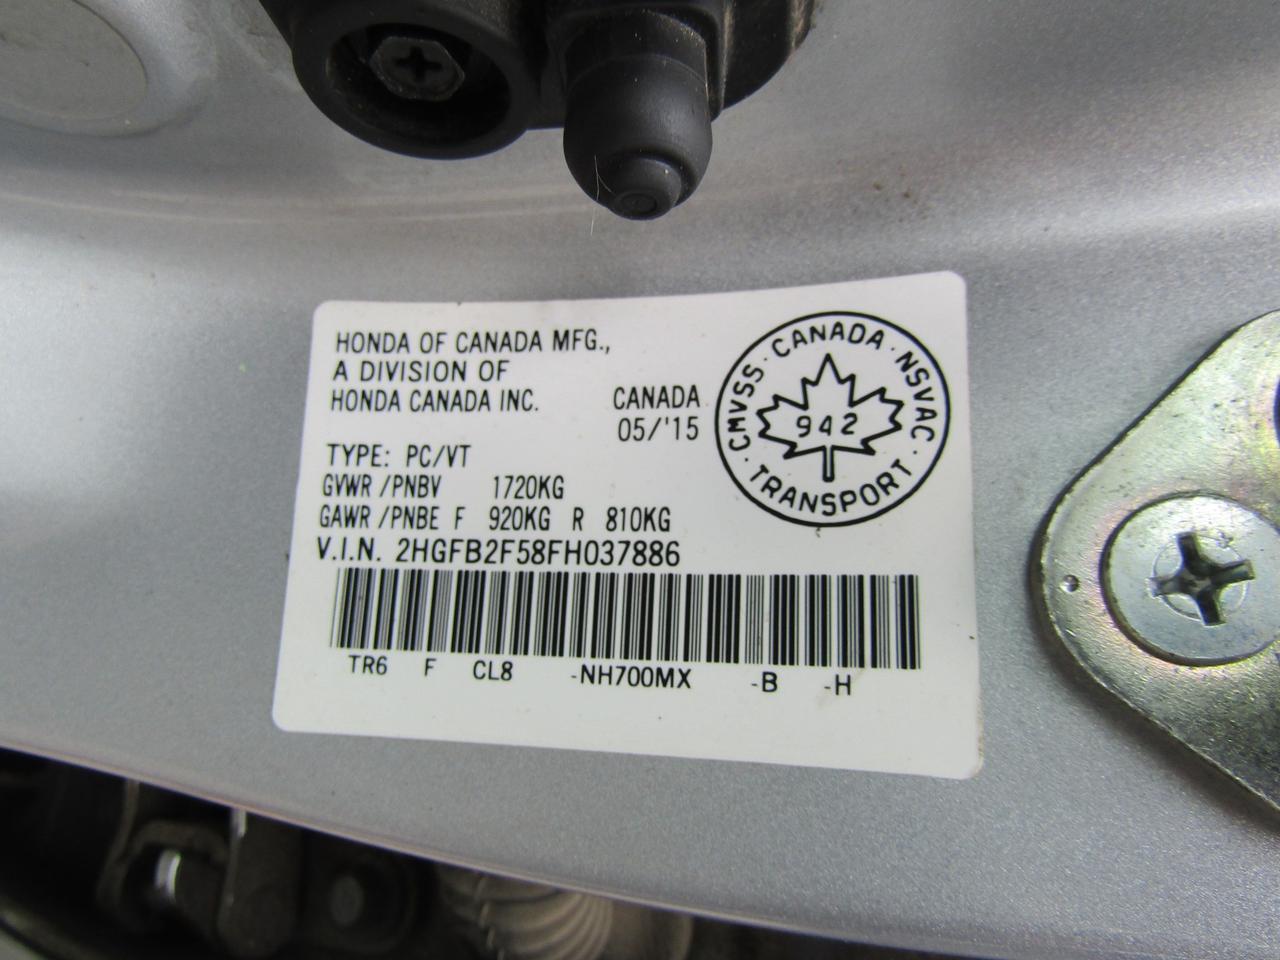 HONDA OF CANADA MFG.,
A DIVISION OF
HONDA CANADA INC.
CANADA
05/'15
TYPE: PC/VT
GVWR /PNBV 1720KG
GAWR /PNBE F 920KG R 810KG
V.I.N. 2HGFB2F58FH037886
TR6 F CL8 -NH700MX -B -H
CMVSS · CANADA · NSVAC · TRANSPORT ·
942